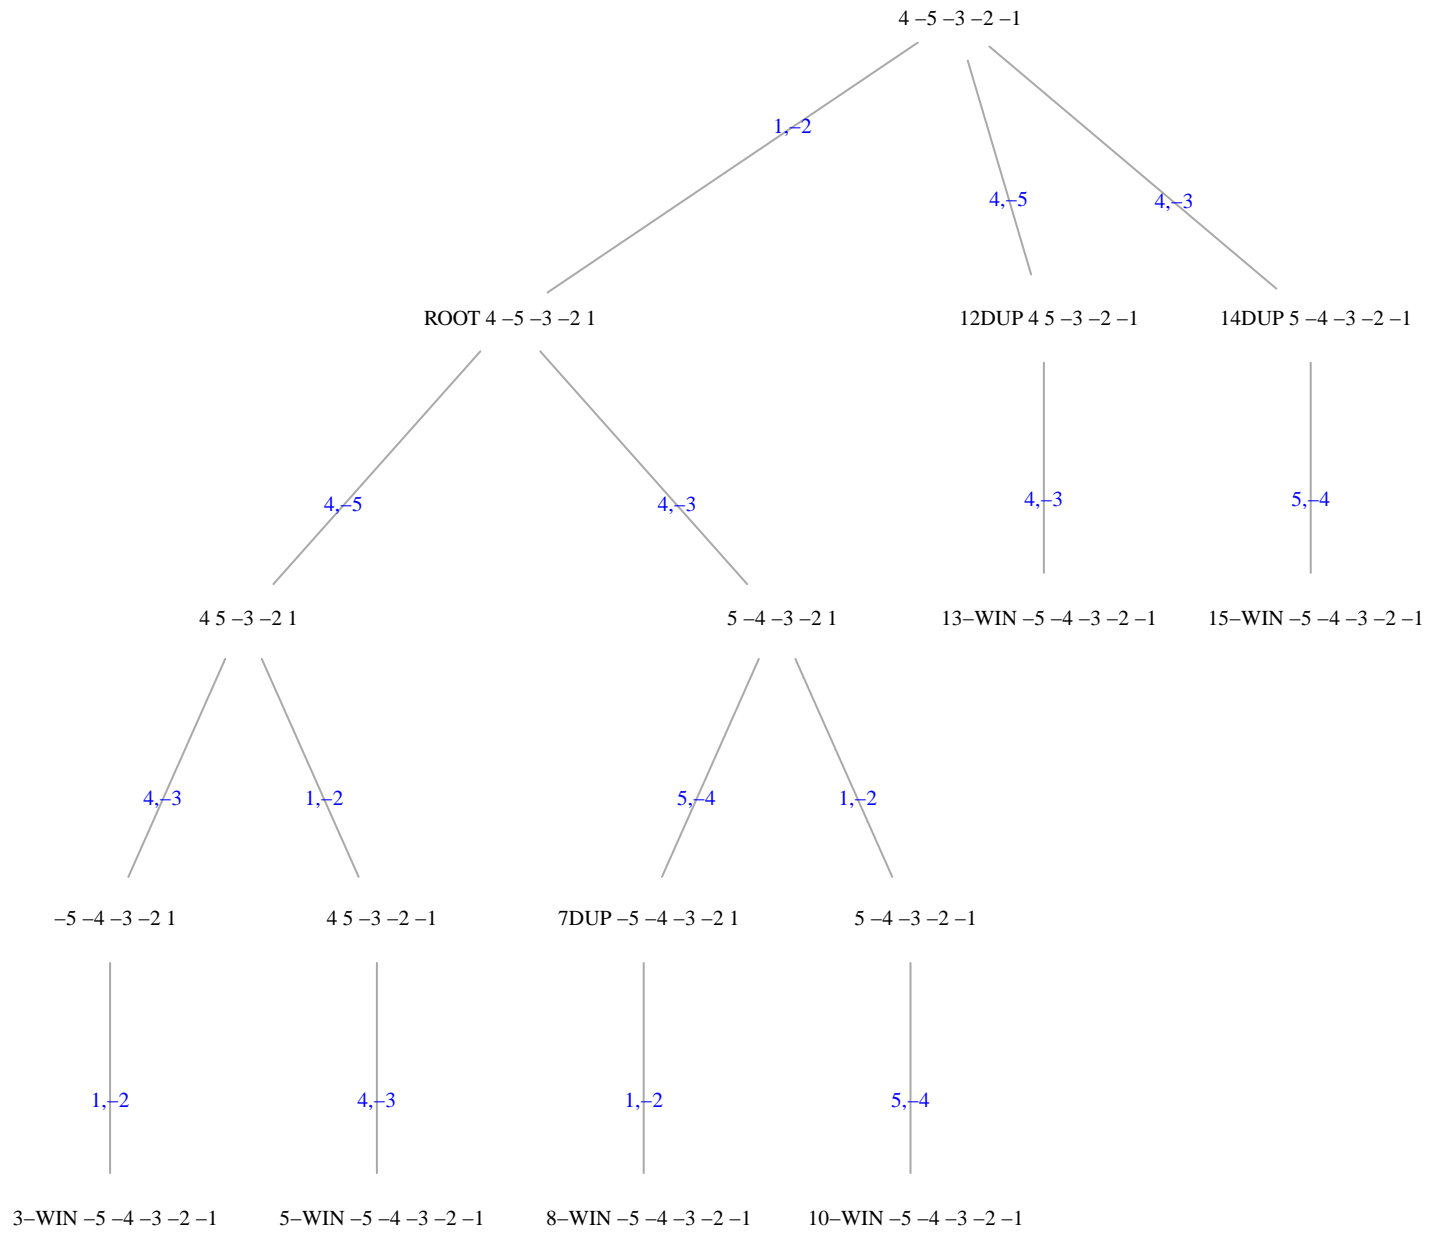 4 –5 –3 –2 –1
1,–2
4,–5
4,–3
ROOT 4 –5 –3 –2 1
12DUP 4 5 –3 –2 –1
14DUP 5 –4 –3 –2 –1
4,–5
4,–3
4,–3
5,–4
4 5 –3 –2 1
5 –4 –3 –2 1
13–WIN –5 –4 –3 –2 –1
15–WIN –5 –4 –3 –2 –1
4,–3
1,–2
5,–4
1,–2
–5 –4 –3 –2 1
4 5 –3 –2 –1
7DUP –5 –4 –3 –2 1
5 –4 –3 –2 –1
1,–2
4,–3
1,–2
5,–4
3–WIN –5 –4 –3 –2 –1
5–WIN –5 –4 –3 –2 –1
8–WIN –5 –4 –3 –2 –1
10–WIN –5 –4 –3 –2 –1